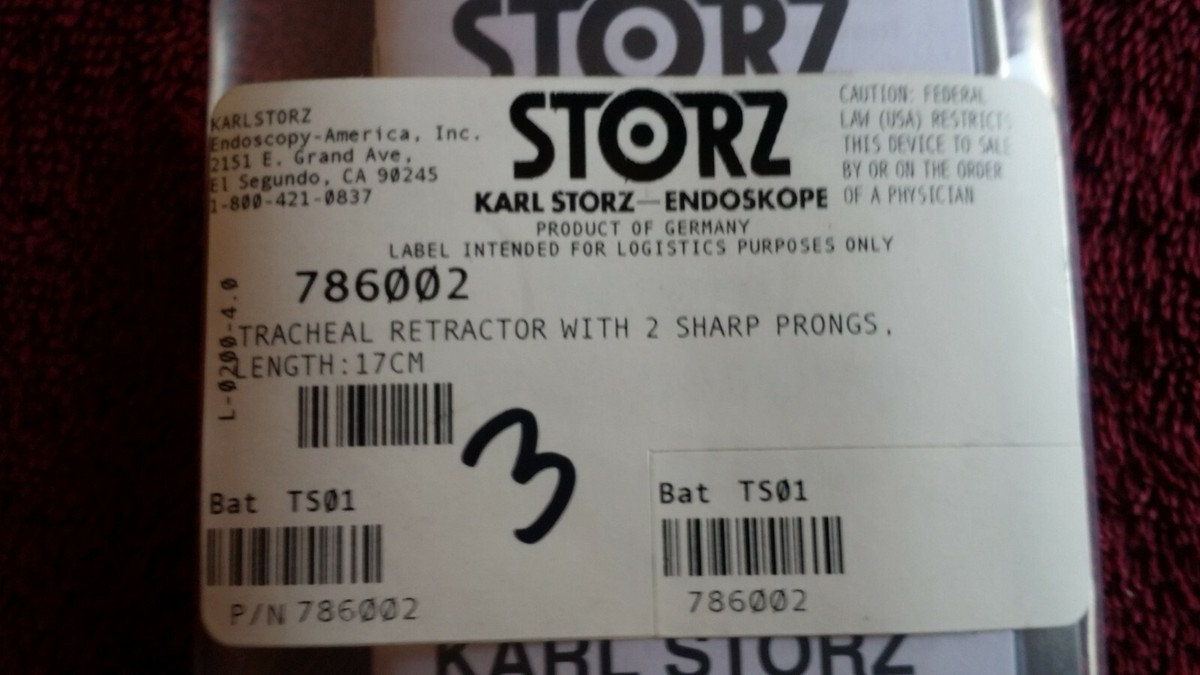 STORZ
KARL STORZ
Endoscopy-America, Inc.
2151 E. Grand Ave,
El Segundo, CA 90245
1-800-421-0837
STORZ
KARL STORZ—ENDOSKOPE
CAUTION: FEDERAL
LAW (USA) RESTRICTS
THIS DEVICE TO SALE
BY OR ON THE ORDER
OF A PHYSICIAN
PRODUCT OF GERMANY
LABEL INTENDED FOR LOGISTICS PURPOSES ONLY
786002
L-0200-4.0
TRACHEAL RETRACTOR WITH 2 SHARP PRONGS,
LENGTH:17CM
3
Bat TS01
P/N 786002
Bat TS01
786002
KARL STORZ